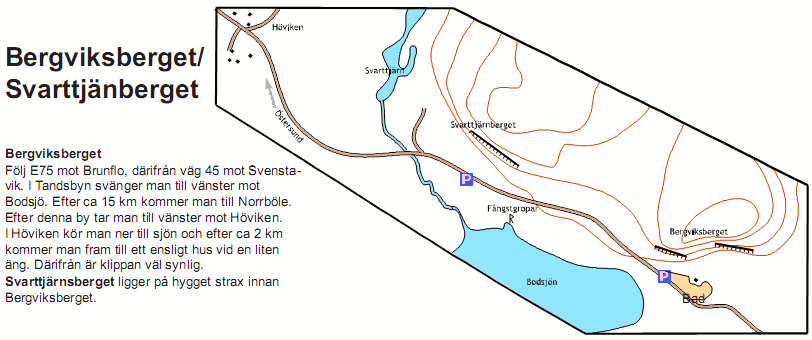 Bergviksberget/
Svarttjänberget
Bergviksberget
Följ E75 mot Brunflo, därifrån väg 45 mot Svensta-
vik. I Tandsbyn svänger man till vänster mot
Bodsjö. Efter ca 15 km kommer man till Norrböle.
Efter denna by tar man till vänster mot Höviken.
I Höviken kör man ner till sjön och efter ca 2 km
kommer man fram till ett ensligt hus vid en liten
äng. Därifrån är klippan väl synlig.
Svarttjärnsberget ligger på hygget strax innan
Bergviksberget.
Höviken
Östersund
Svarttjärn
Svarttjärnberget
P
Fångstgropar
R
Bergviksberget
P
Bad
Bodsjön